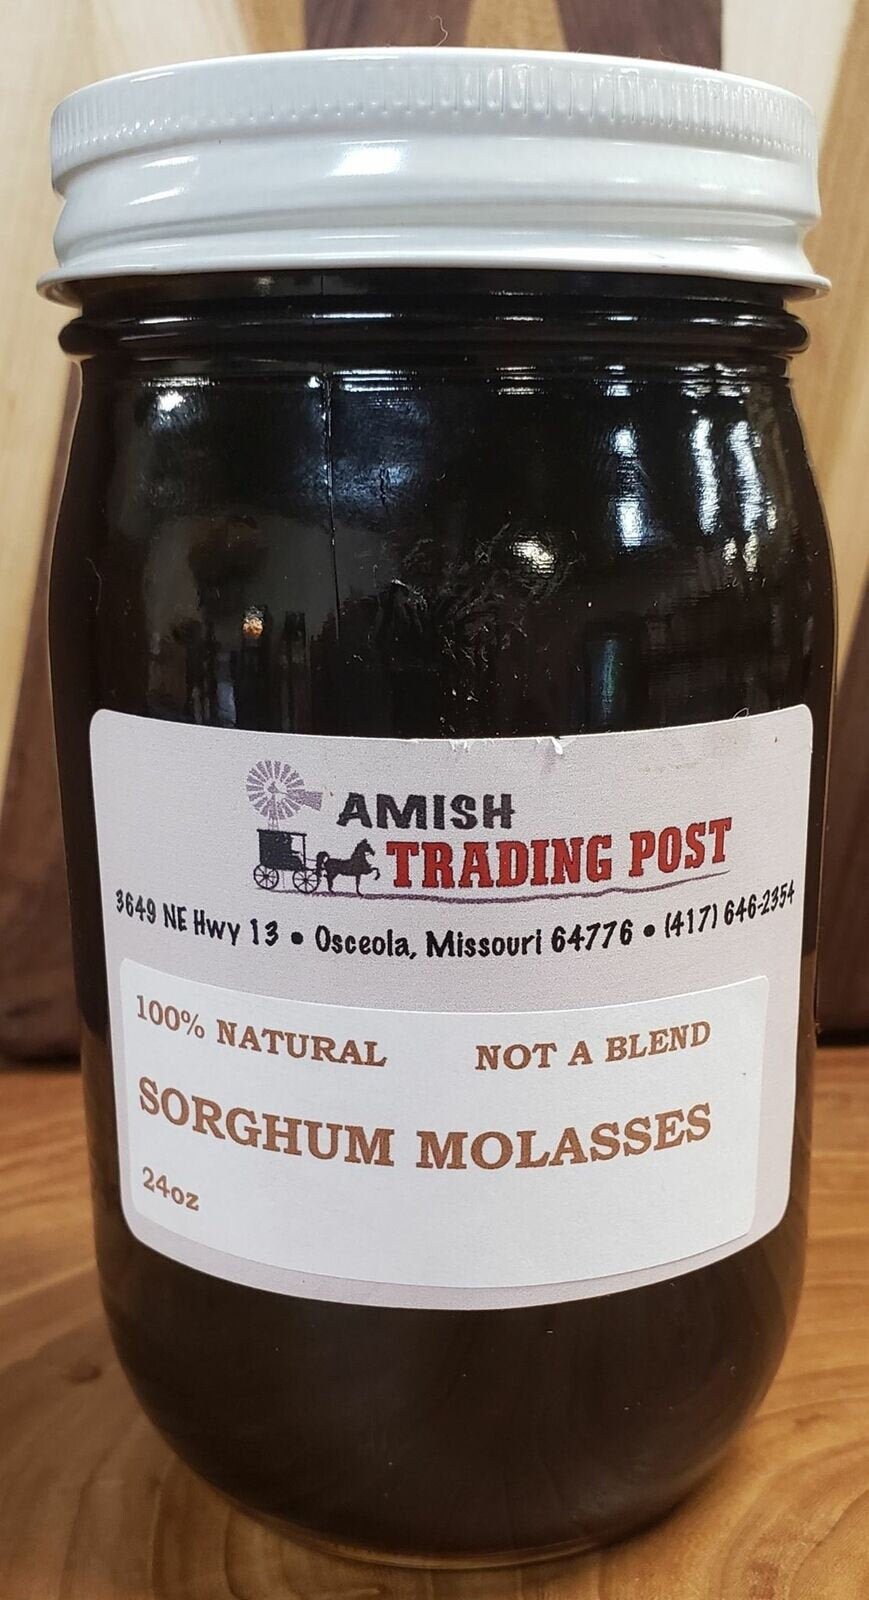 AMISH
TRADING POST
3649 NE Hwy 13 • Osceola, Missouri 64776 • (417) 646-2354
100% NATURAL NOT A BLEND
SORGHUM MOLASSES
24oz